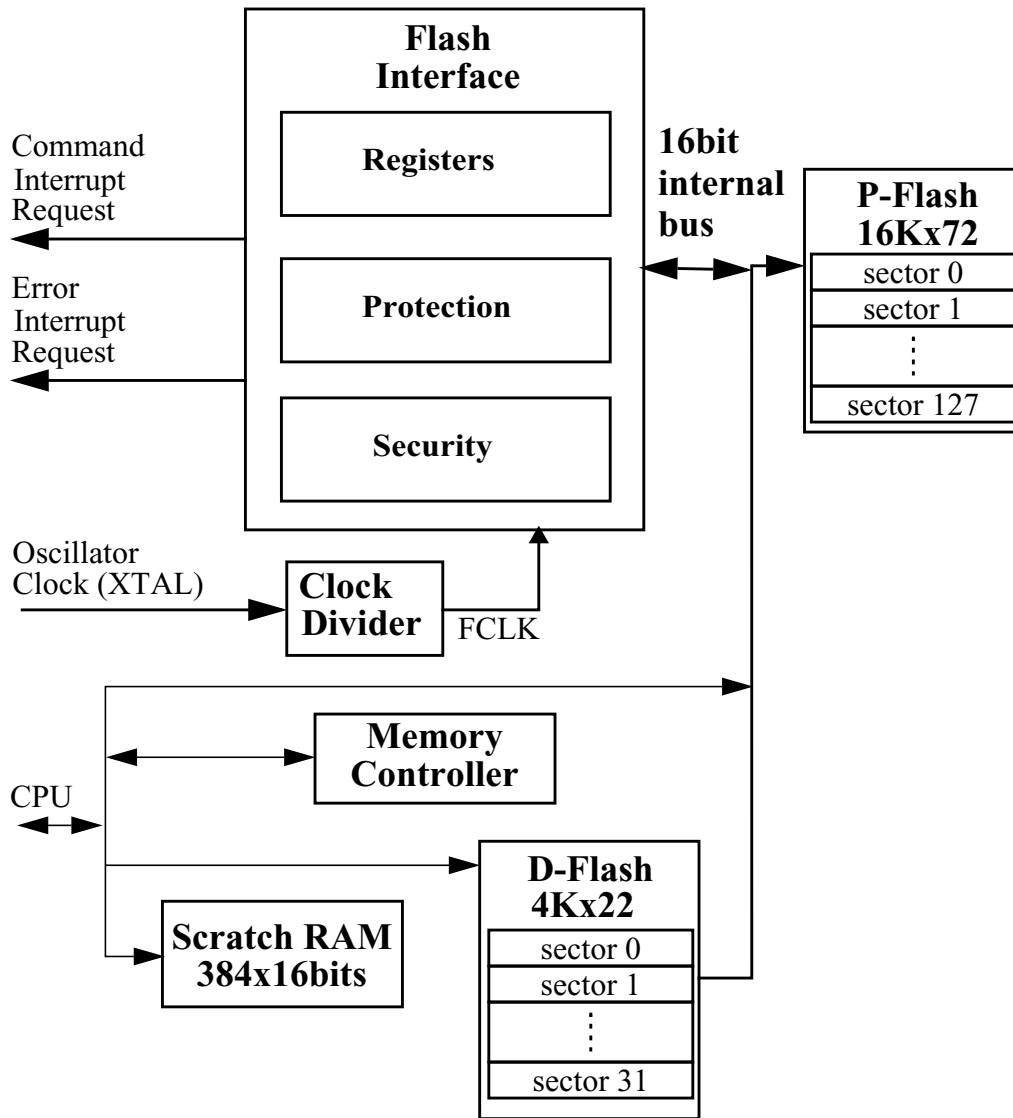 Flash
Interface
Registers
Protection
Security
Command
Interrupt
Request
Error
Interrupt
Request
16bit
internal
bus
P-Flash
16Kx72
sector 0
sector 1
sector 127
Oscillator
Clock (XTAL)
Clock
Divider
FCLK
Memory
Controller
CPU
D-Flash
4Kx22
sector 0
sector 1
sector 31
Scratch RAM
384x16bits